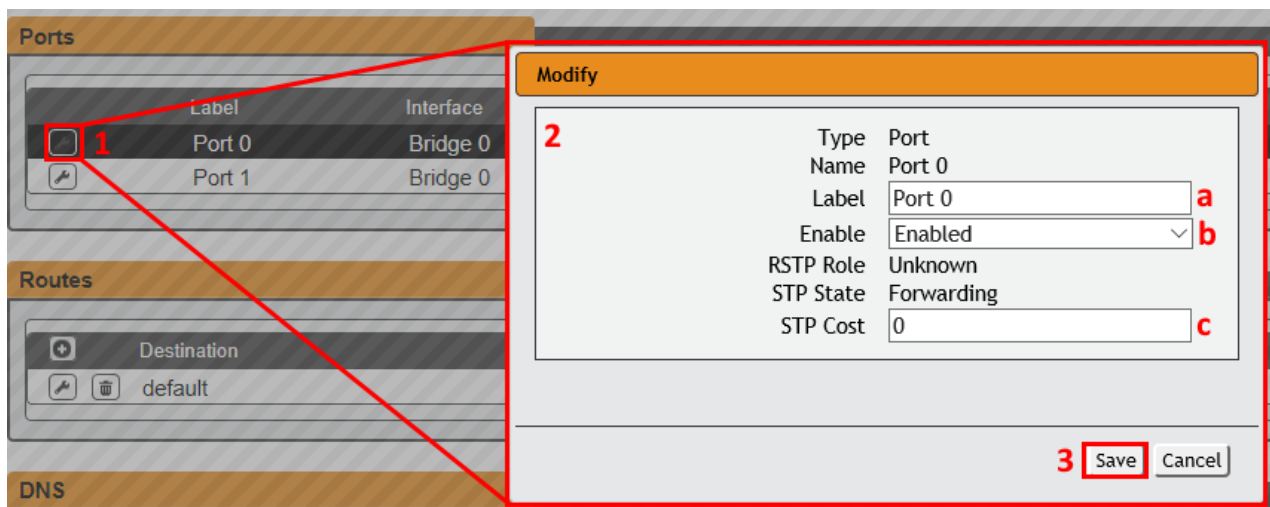 Ports
Label Interface
1 Port 0 Bridge 0
Port 1 Bridge 0
Routes
Destination
default
DNS
Modify
2
Type Port
Name Port 0
Label Port 0 a
Enable Enabled b
RSTP Role Unknown
STP State Forwarding
STP Cost 0 c
3 Save Cancel